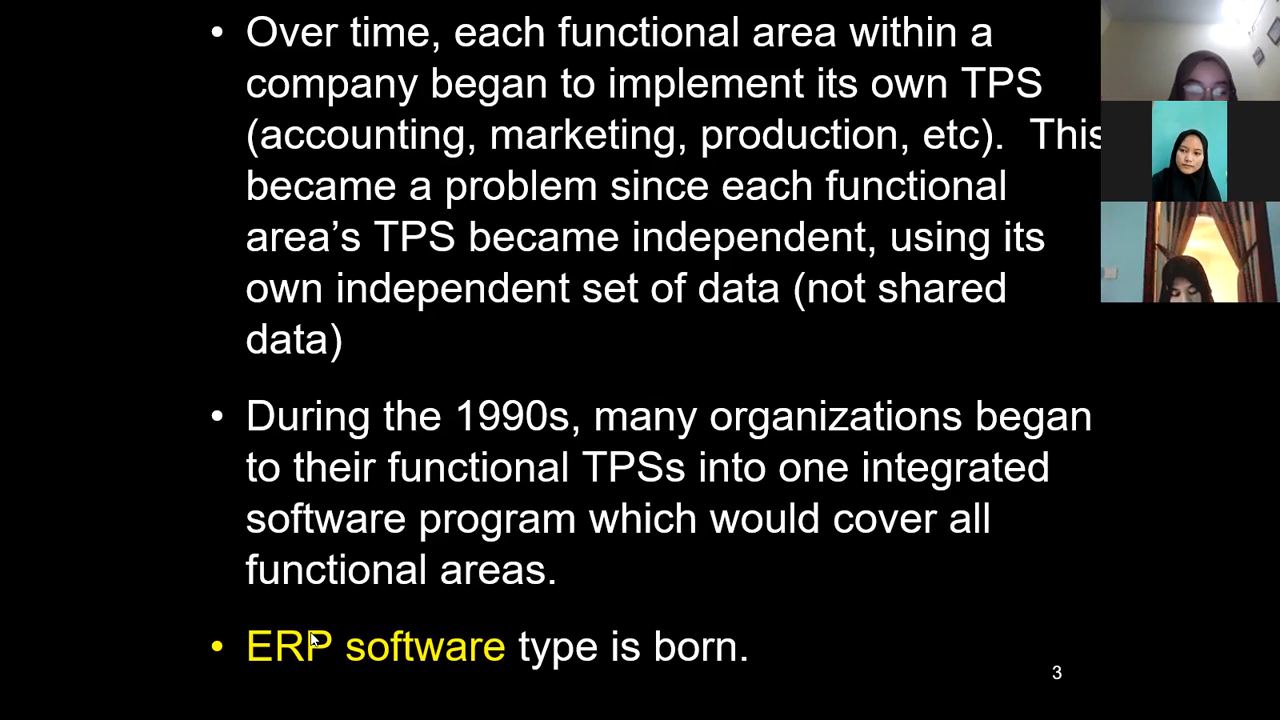 • Over time, each functional area within a
company began to implement its own TPS
(accounting, marketing, production, etc).  This
became a problem since each functional
area’s TPS became independent, using its
own independent set of data (not shared
data)
• During the 1990s, many organizations began
to their functional TPSs into one integrated
software program which would cover all
functional areas.
• ERP software type is born.
3